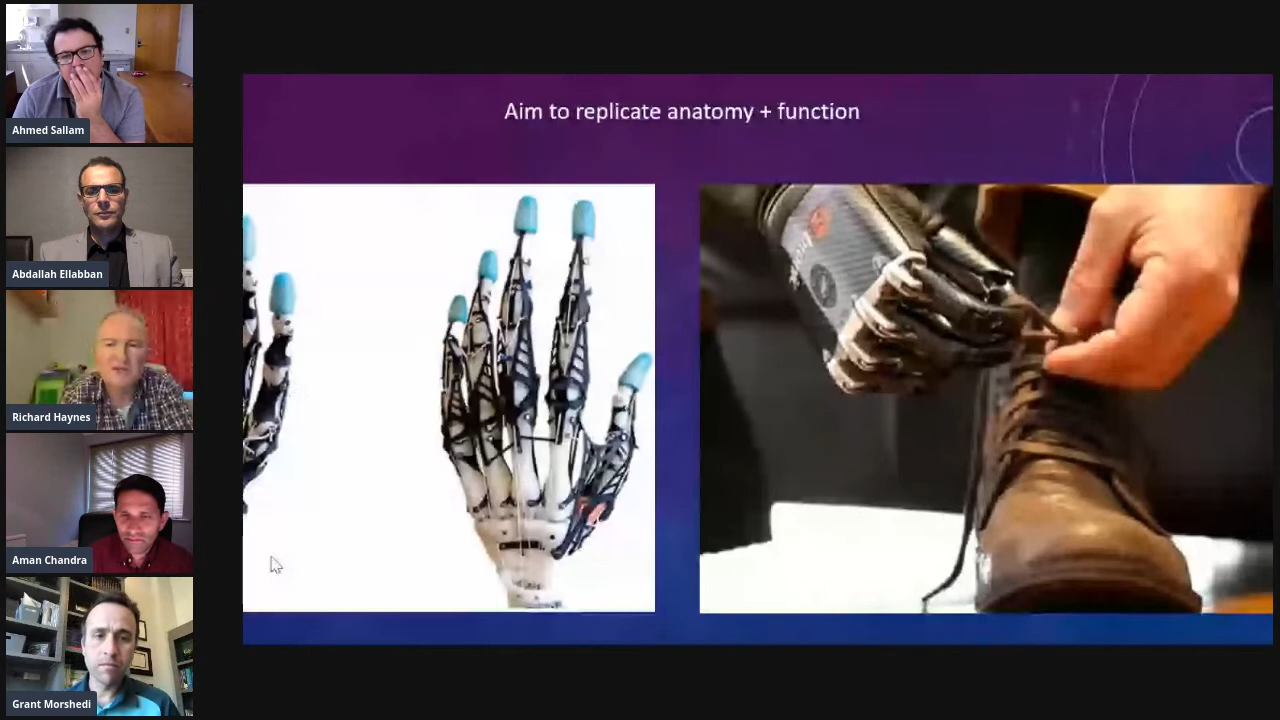 Ahmed Sallam
Abdallah Ellabban
Richard Haynes
Aman Chandra
Grant Morshedi
Aim to replicate anatomy + function